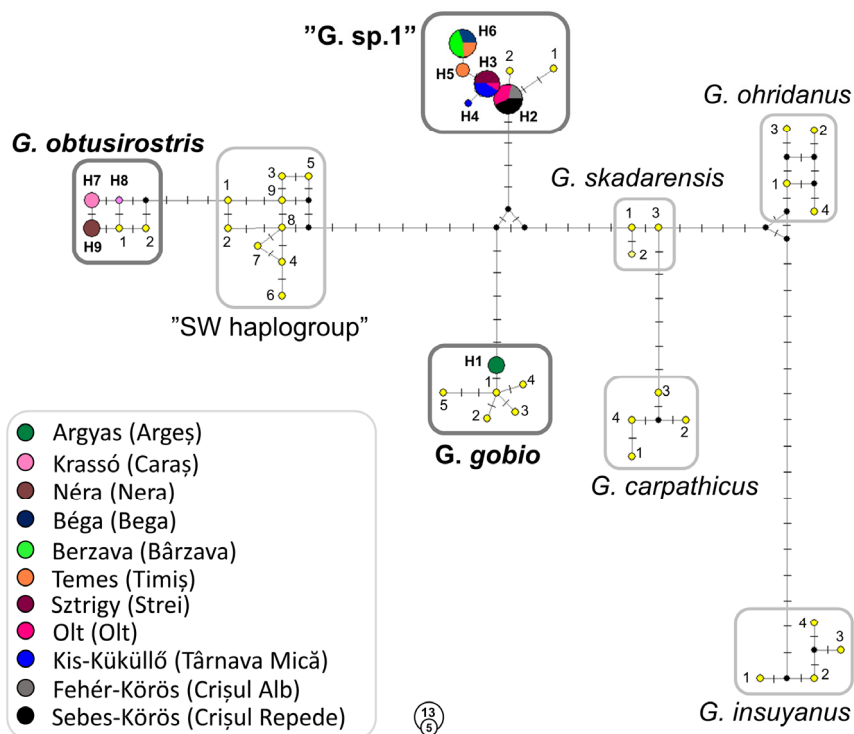 ”G. sp.1”
H6
H5
H3
2
1
H4
H2
G. ohridanus
3
2
1
4
G. obtusirostris
H7 H8
H9
1 2
1
2
3
5
9
8
7
4
6
”SW haplogroup”
G. skadarensis
1 3
2
H1
1
4
5
2
3
G. gobio
3
4
2
1
G. carpathicus
4
3
1
2
G. insuyanus
Argyas (Argeș)
Krassó (Caraș)
Néra (Nera)
Béga (Bega)
Berzava (Bârzava)
Temes (Timiș)
Sztrigy (Strei)
Olt (Olt)
Kis-Küküllő (Târnava Mică)
Fehér-Körös (Crișul Alb)
Sebes-Körös (Crișul Repede)
13
5